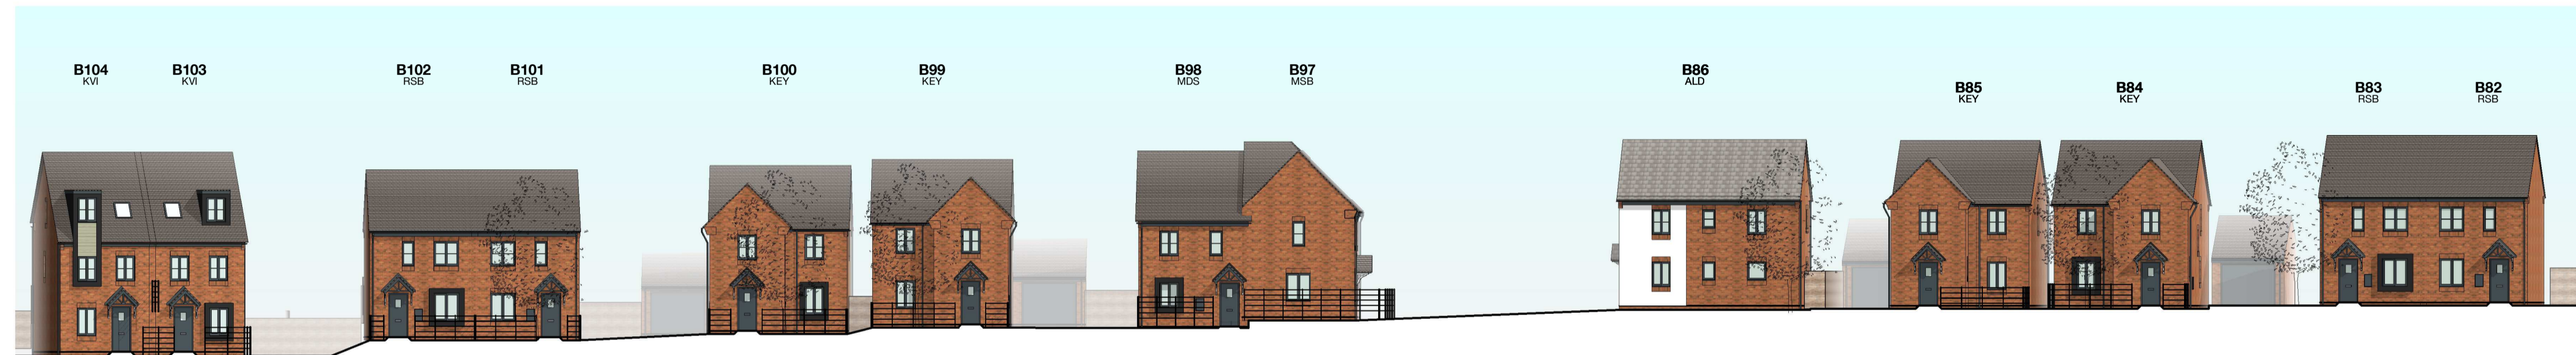 B104
KVI
B103
KVI
B102
RSB
B101
RSB
B100
KEY
B99
KEY
B98
MDS
B97
MSB
B86
ALD
B85
KEY
B84
KEY
B83
RSB
B82
RSB